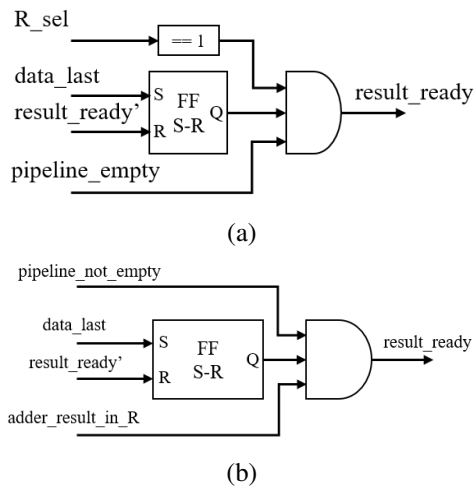 R_sel
== 1
data_last
S
FF
Q
result_ready
result_ready’
R
S-R
pipeline_empty
(a)
pipeline_not_empty
data_last
S
FF
Q
result_ready
result_ready’
R
S-R
adder_result_in_R
(b)